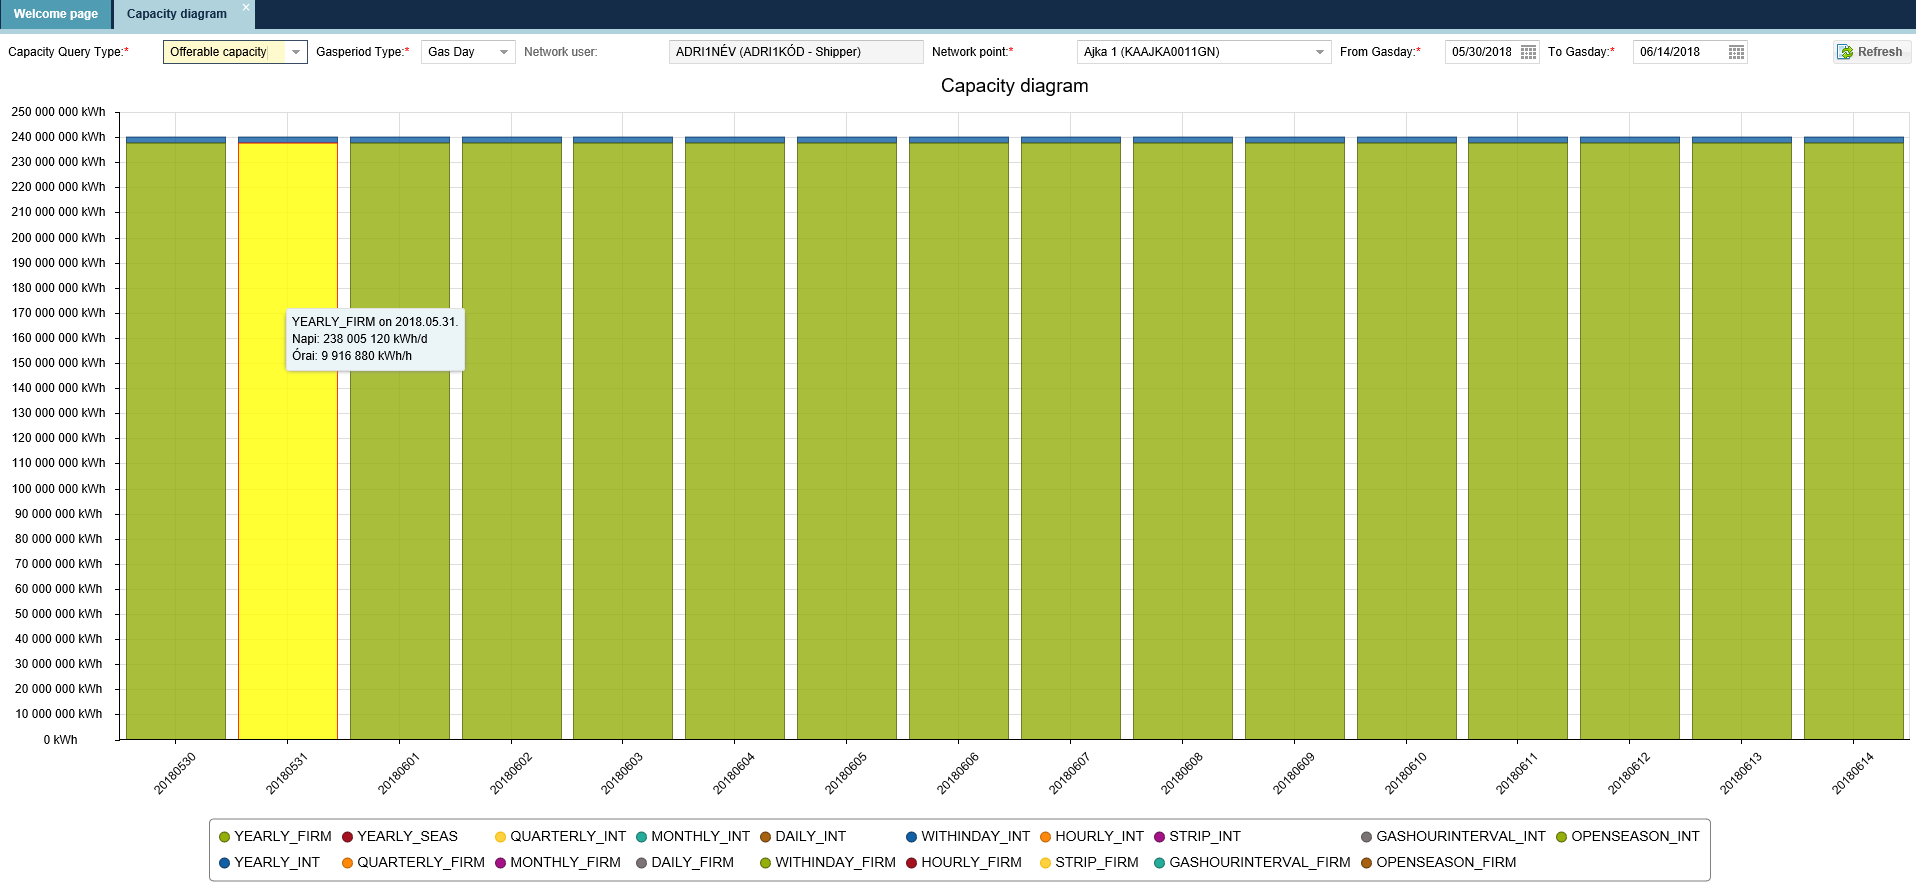 Welcome page
Capacity diagram
Capacity Query Type:* Offerable capacity Gasperiod Type:* Gas Day Network user: ADRI1NÉV (ADRI1KÓD - Shipper) Network point:* Ajka 1 (KAAJKA0011GN) From Gasday:* 05/30/2018 To Gasday:* 06/14/2018 Refresh
Capacity diagram
250 000 000 kWh
240 000 000 kWh
230 000 000 kWh
220 000 000 kWh
210 000 000 kWh
200 000 000 kWh
190 000 000 kWh
180 000 000 kWh
170 000 000 kWh
160 000 000 kWh
150 000 000 kWh
140 000 000 kWh
130 000 000 kWh
120 000 000 kWh
110 000 000 kWh
100 000 000 kWh
90 000 000 kWh
80 000 000 kWh
70 000 000 kWh
60 000 000 kWh
50 000 000 kWh
40 000 000 kWh
30 000 000 kWh
20 000 000 kWh
10 000 000 kWh
0 kWh
YEARLY_FIRM on 2018.05.31.
Napi: 238 005 120 kWh/d
Órai: 9 916 880 kWh/h
20180530 20180531 20180601 20180602 20180603 20180604 20180605 20180606 20180607 20180608 20180609 20180610 20180611 20180612 20180613 20180614
YEARLY_FIRM YEARLY_SEAS QUARTERLY_INT MONTHLY_INT DAILY_INT WITHINDAY_INT HOURLY_INT STRIP_INT GASHOURINTERVAL_INT OPENSEASON_INT
YEARLY_INT QUARTERLY_FIRM MONTHLY_FIRM DAILY_FIRM WITHINDAY_FIRM HOURLY_FIRM STRIP_FIRM GASHOURINTERVAL_FIRM OPENSEASON_FIRM